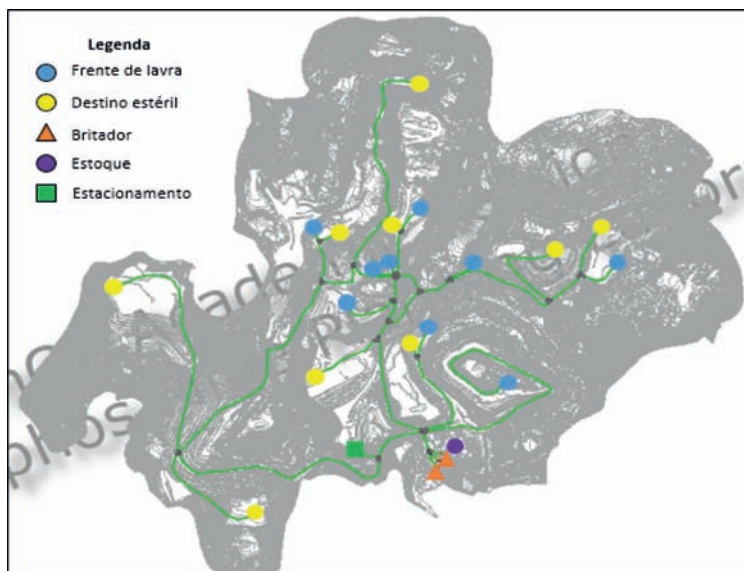 Legenda
Frente de lavra
Destino estéril
Britador
Estoque
Estacionamento